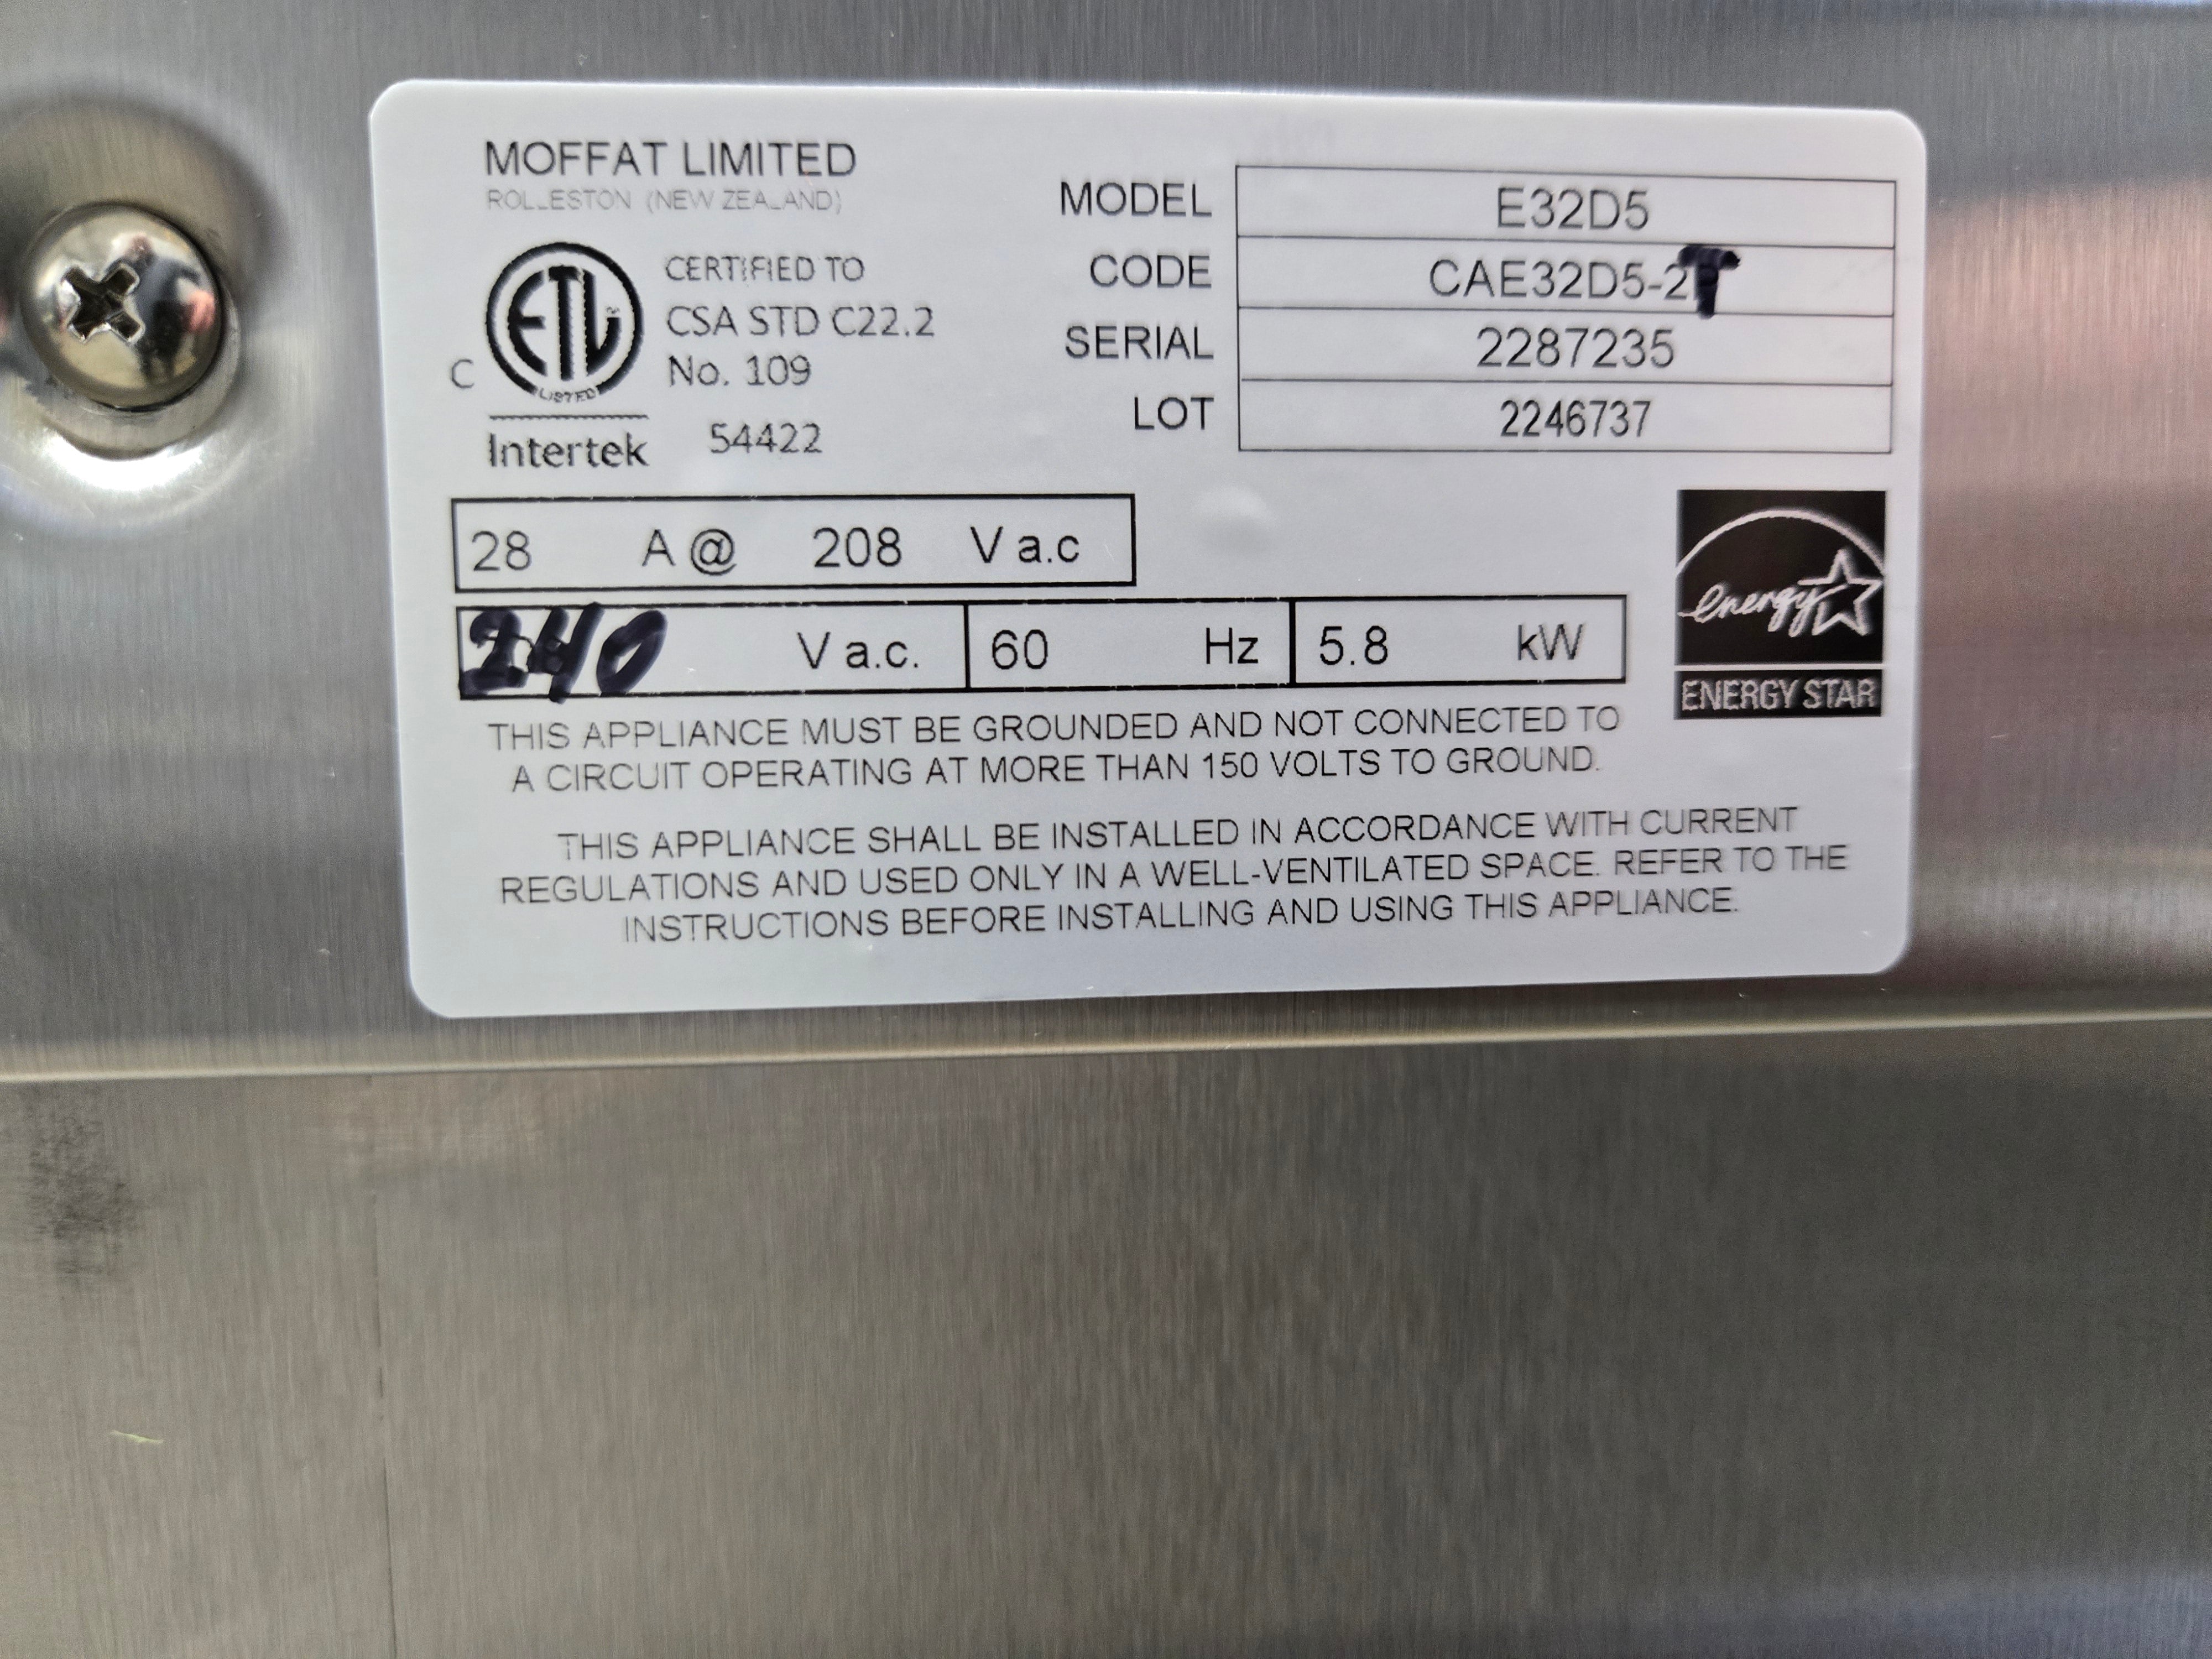 MOFFAT LIMITED
ROLLESTON (NEW ZEALAND)
C
ETL
LISTED
Intertek
CERTIFIED TO
CSA STD C22.2
No. 109
54422
MODEL E32D5
CODE CAE32D5-2T
SERIAL 2287235
LOT 2246737
28 A @ 208 V a.c
240 V a.c. 60 Hz 5.8 kW
energy
ENERGY STAR
THIS APPLIANCE MUST BE GROUNDED AND NOT CONNECTED TO
A CIRCUIT OPERATING AT MORE THAN 150 VOLTS TO GROUND.
THIS APPLIANCE SHALL BE INSTALLED IN ACCORDANCE WITH CURRENT
REGULATIONS AND USED ONLY IN A WELL-VENTILATED SPACE. REFER TO THE
INSTRUCTIONS BEFORE INSTALLING AND USING THIS APPLIANCE.